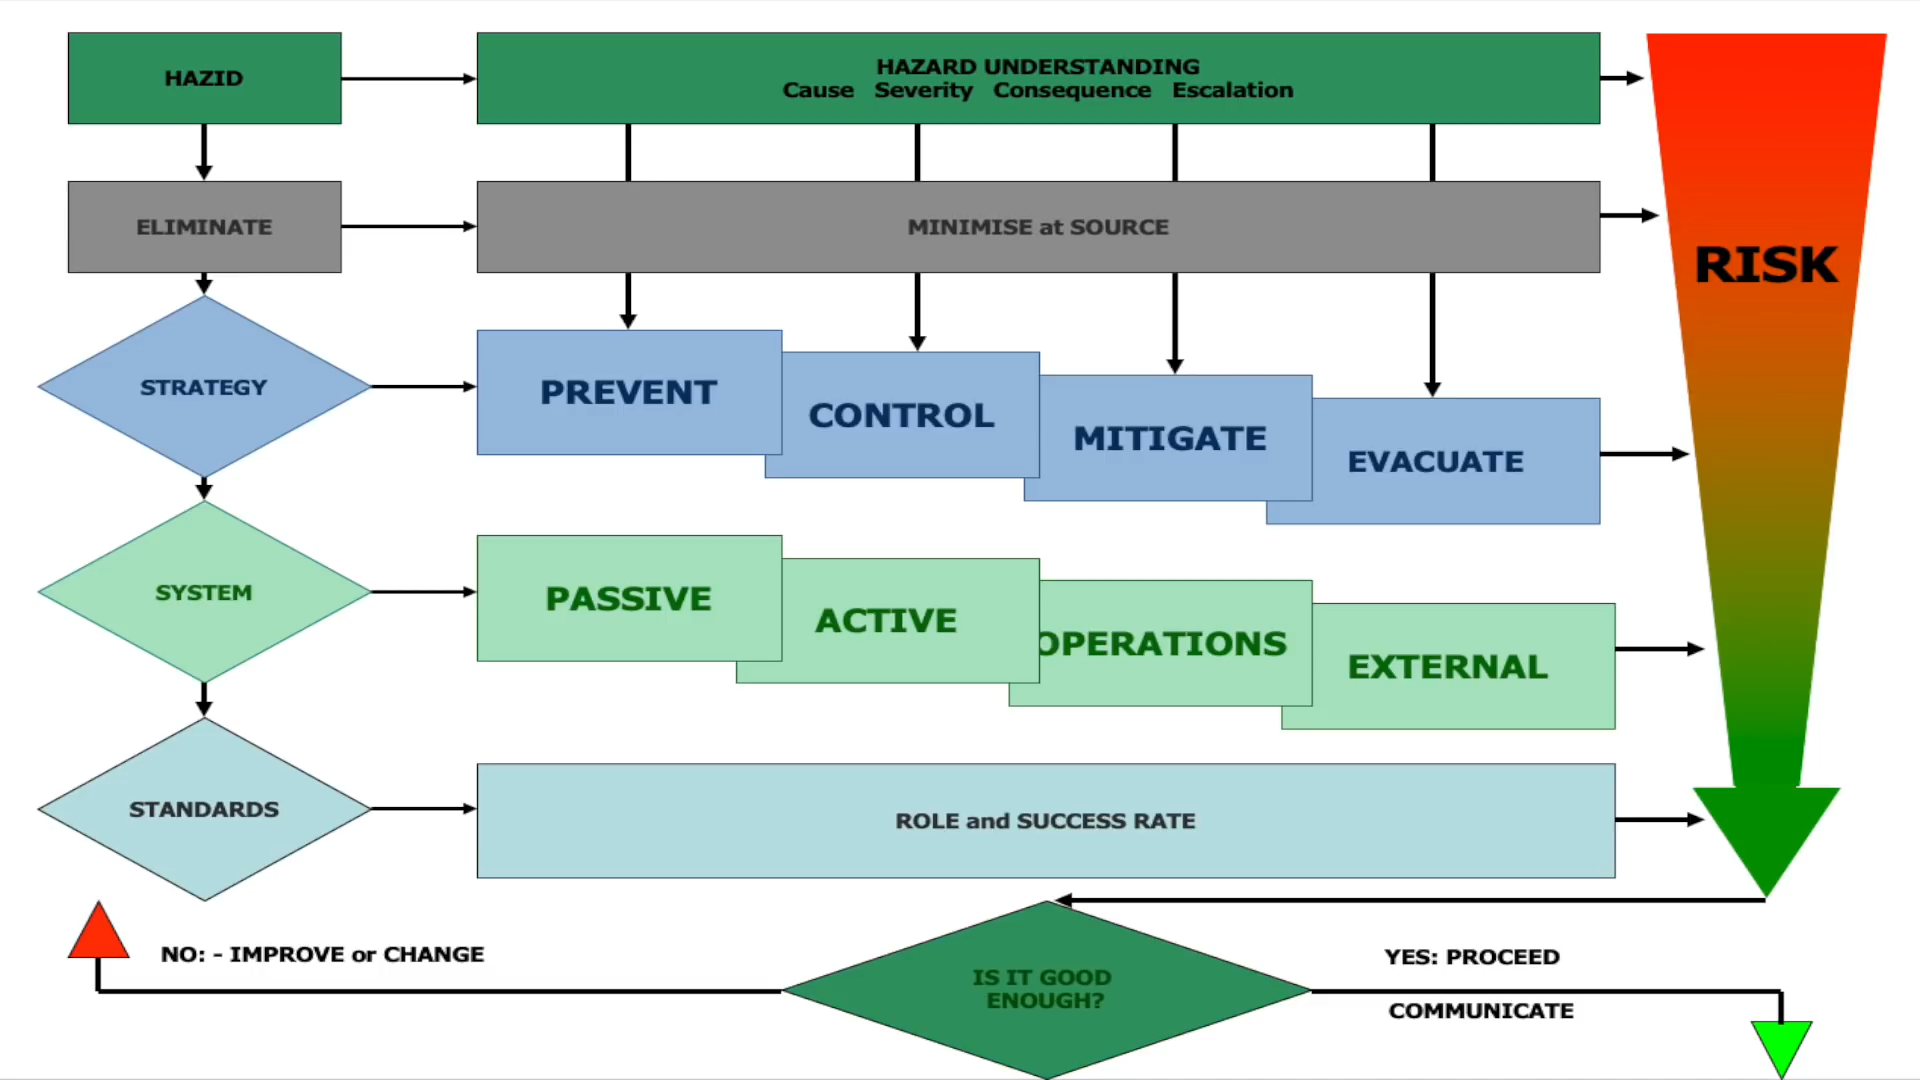 HAZID
HAZARD UNDERSTANDING
Cause Severity Consequence Escalation
ELIMINATE
MINIMISE at SOURCE
RISK
STRATEGY
PREVENT
CONTROL
MITIGATE
EVACUATE
SYSTEM
PASSIVE
ACTIVE
OPERATIONS
EXTERNAL
STANDARDS
ROLE and SUCCESS RATE
NO: - IMPROVE or CHANGE
IS IT GOOD
ENOUGH?
YES: PROCEED
COMMUNICATE